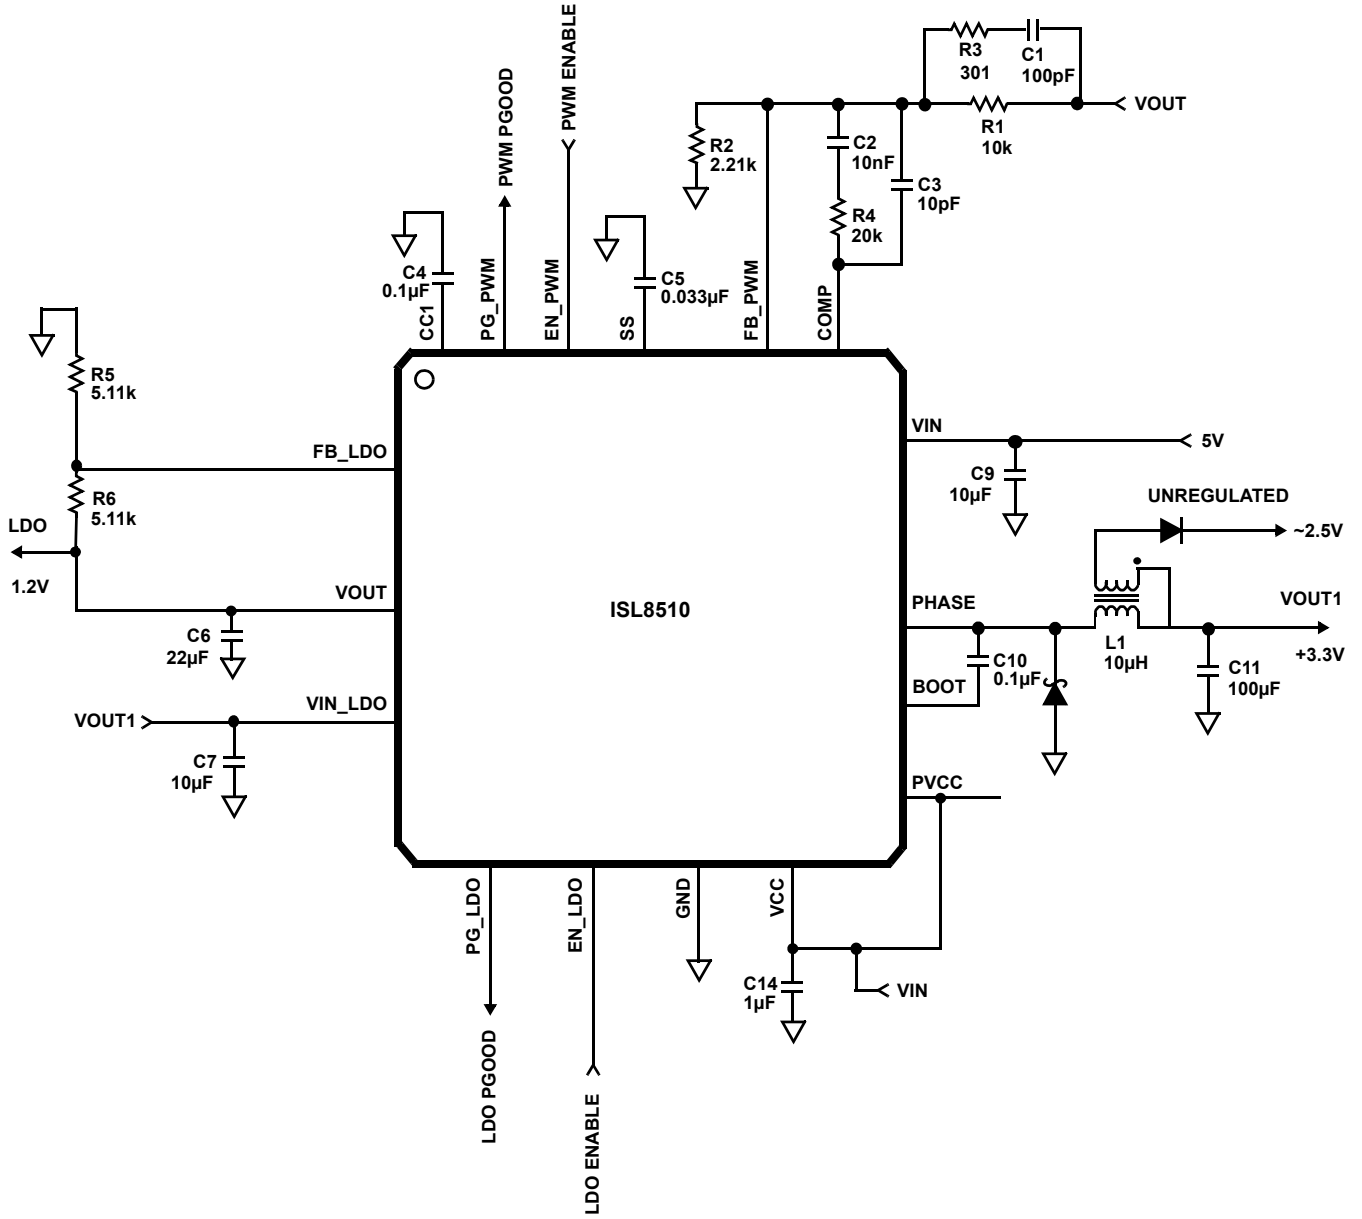 PWM ENABLE
PWM PGOOD
R3
301
C1
100pF
VOUT
R1
10k
R2
2.21k
C2
10nF
C3
10pF
R4
20k
C4
0.1µF
CC1
PG_PWM
EN_PWM
C5
0.033µF
SS
FB_PWM
COMP
R5
5.11k
FB_LDO
R6
5.11k
LDO
1.2V
VOUT
C6
22µF
VOUT1
VIN_LDO
C7
10µF
ISL8510
VIN
5V
C9
10µF
UNREGULATED
~2.5V
PHASE
VOUT1
L1
10µH
+3.3V
C10
0.1µF
C11
100µF
BOOT
PVCC
PG_LDO
EN_LDO
GND
VCC
C14
1µF
VIN
LDO PGOOD
LDO ENABLE